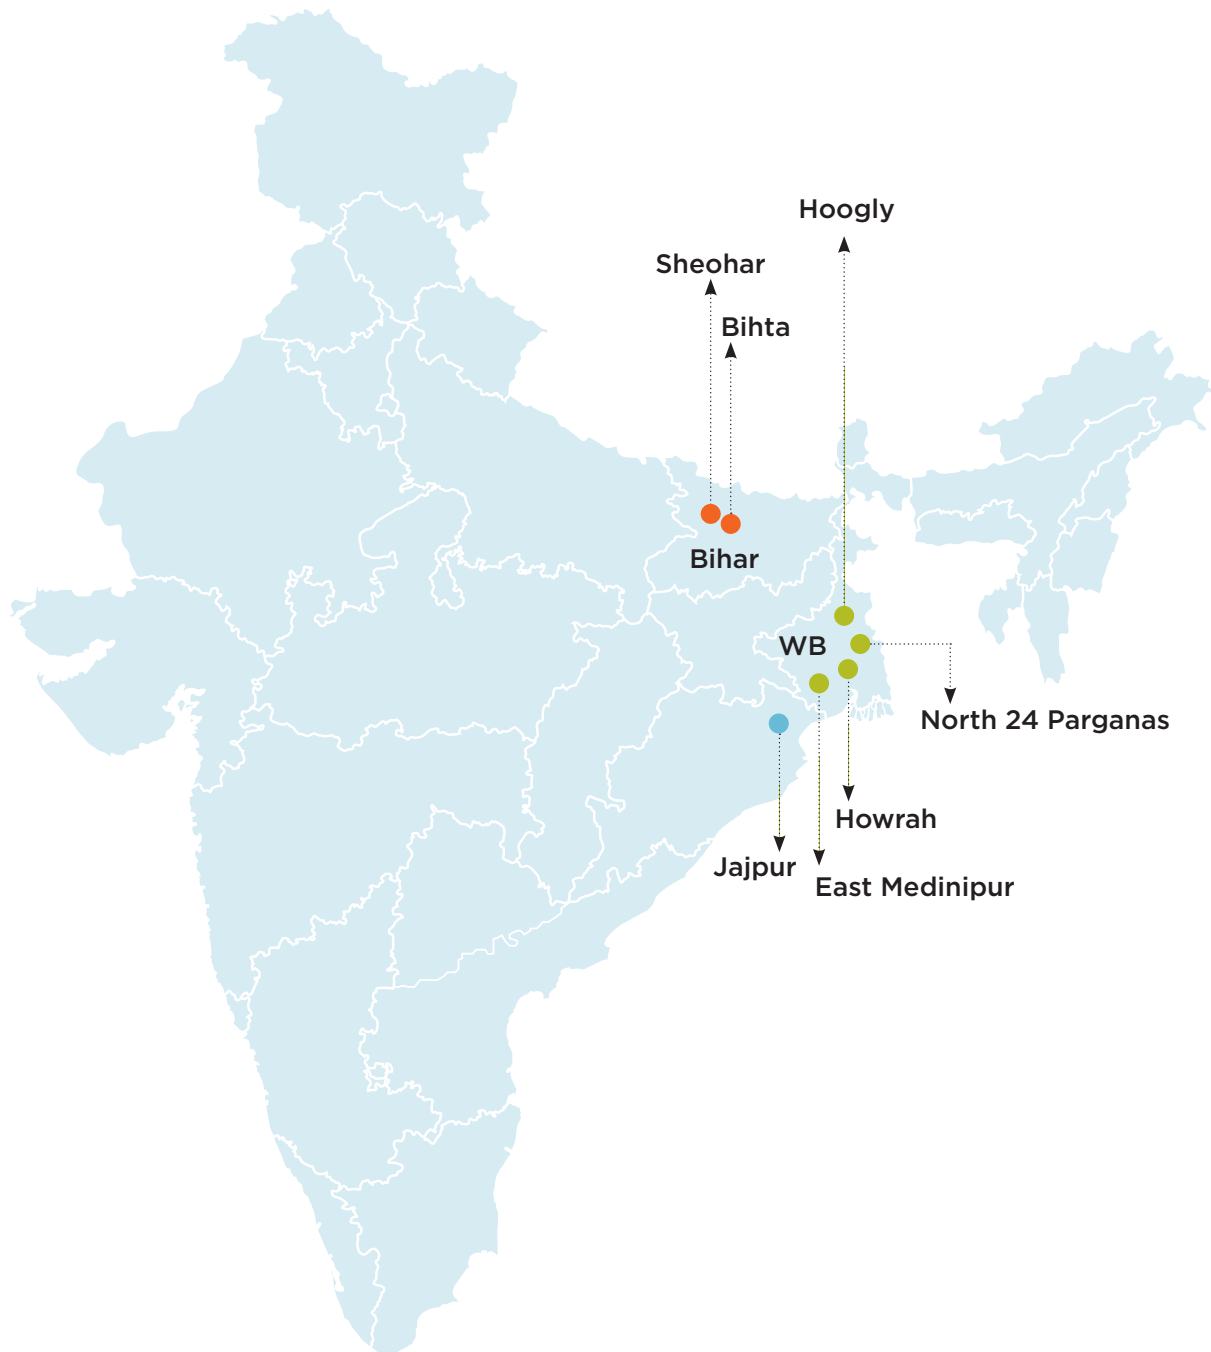 Hoogly
Sheohar
Bihta
Bihar
WB
North 24 Parganas
Howrah
Jajpur
East Medinipur